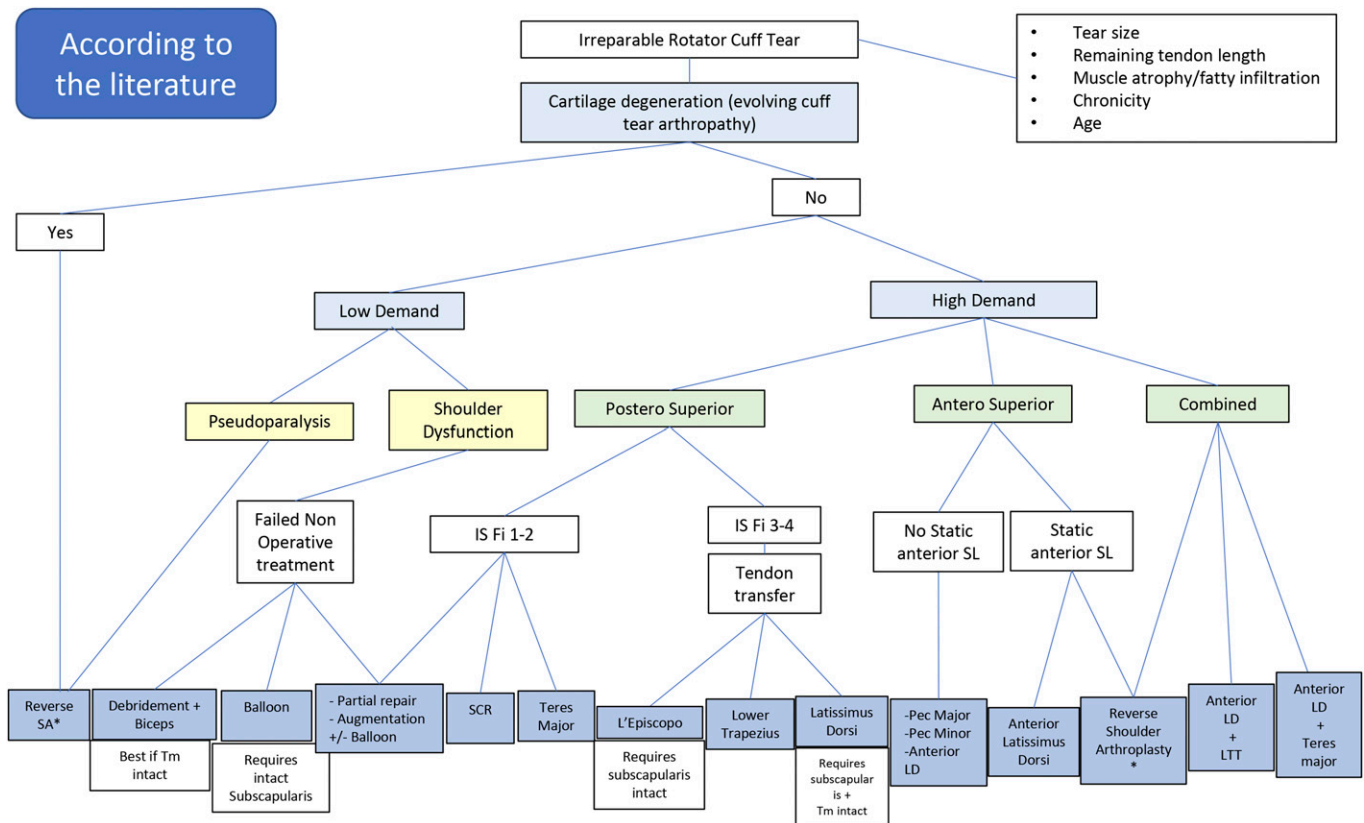 According to
the literature
Irreparable Rotator Cuff Tear
• Tear size
• Remaining tendon length
• Muscle atrophy/fatty infiltration
• Chronicity
• Age
Cartilage degeneration (evolving cuff
tear arthropathy)
Yes
No
Low Demand
High Demand
Pseudoparalysis
Shoulder
Dysfunction
Postero Superior
Antero Superior
Combined
Failed Non
Operative
treatment
IS Fi 1-2
IS Fi 3-4
Tendon
transfer
No Static
anterior SL
Static
anterior SL
Reverse
SA*
Debridement +
Biceps
Best if Tm
intact
Balloon
Requires
intact
Subscapularis
- Partial repair
- Augmentation
+/- Balloon
SCR
Teres
Major
L'Episcopo
Requires
subscapularis
intact
Lower
Trapezius
Latissimus
Dorsi
Requires
subscapular
is +
Tm intact
-Pec Major
-Pec Minor
-Anterior
LD
Anterior
Latissimus
Dorsi
Reverse
Shoulder
Arthroplasty
*
Anterior
LD
+
LTT
Anterior
LD
+
Teres
major